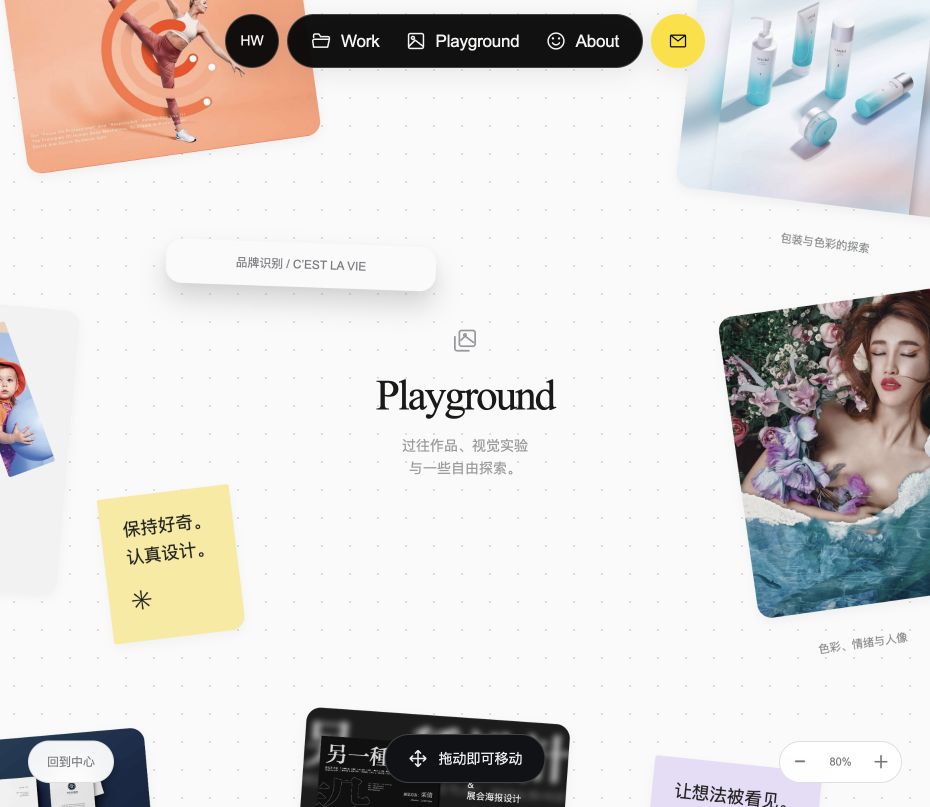 HW
Work
Playground
About
包装与色彩的探索
品牌识别 / C'EST LA VIE
Playground
过往作品、视觉实验
与一些自由探索。
保持好奇。
认真设计。
色彩、情绪与人像
回到中心
另一種
拖动即可移动
&
展会海报设计
让想法被看见。
80%